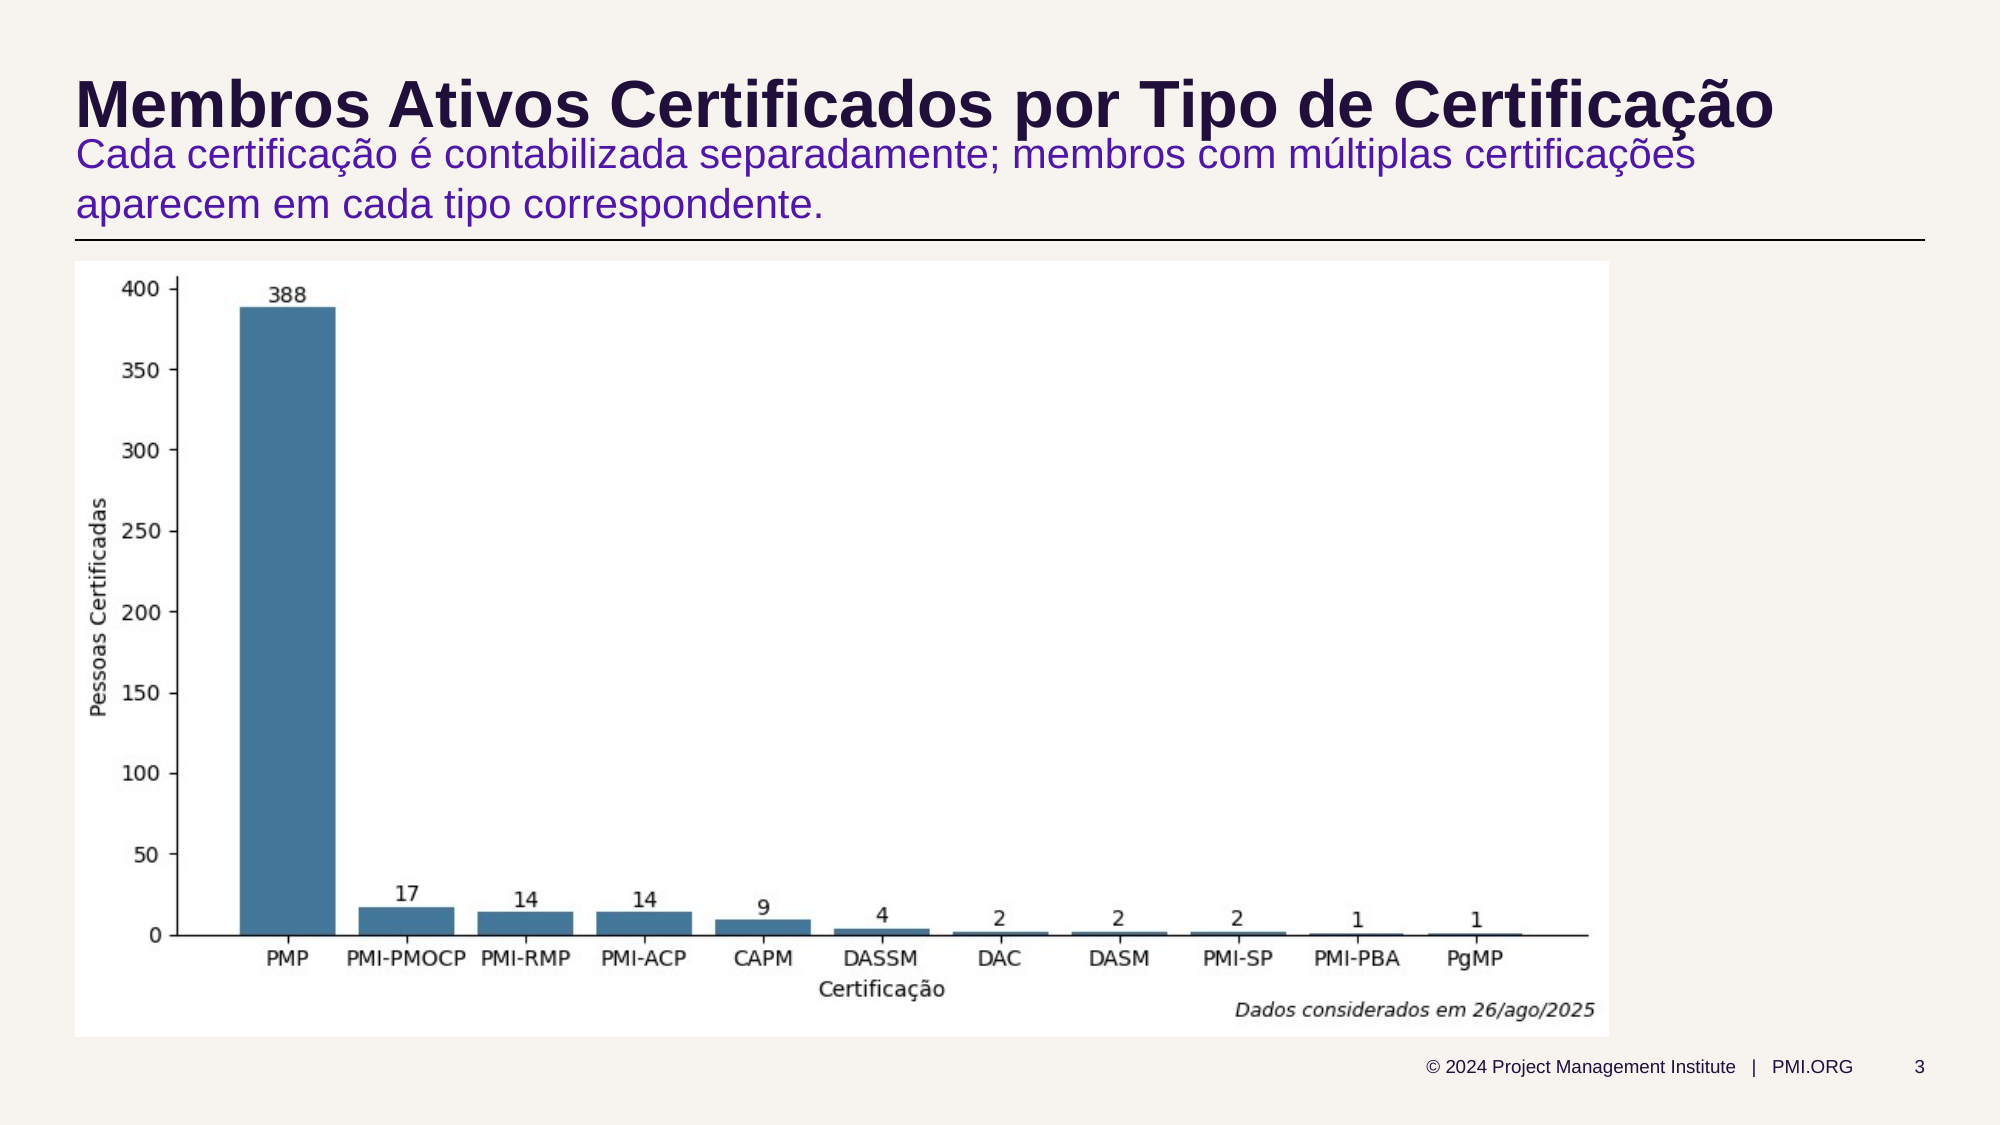 Membros Ativos Certificados por Tipo de Certificação
Cada certificação é contabilizada separadamente; membros com múltiplas certificações
aparecem em cada tipo correspondente.
400
350
300
250
200
150
100
50
0
Pessoas Certificadas
388
17
14
14
9
4
2
2
2
1
1
PMP PMI-PMOCP PMI-RMP PMI-ACP CAPM DASSM DAC DASM PMI-SP PMI-PBA PgMP
Certificação
Dados considerados em 26/ago/2025
© 2024 Project Management Institute | PMI.ORG 3